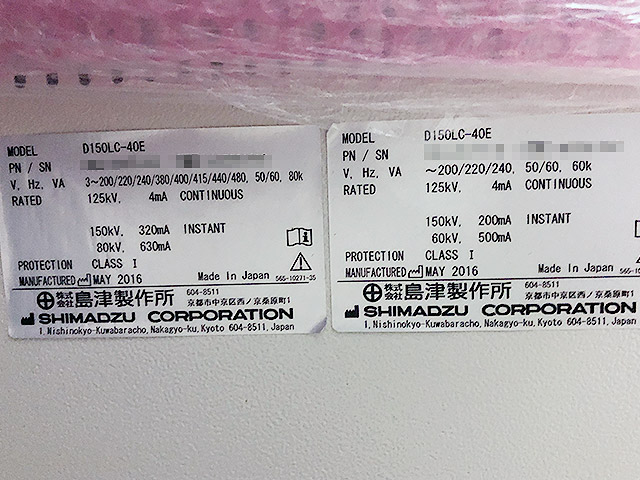 MODEL D150LC-40E
PN / SN
V, Hz, VA 3~200/220/240/380/400/415/440/480, 50/60, 80k
RATED 125kV, 4mA CONTINUOUS
150kV, 320mA INSTANT
80kV, 630mA
PROTECTION CLASS I
MANUFACTURED MAY 2016 Made In Japan 565-10271-35
株式会社 島津製作所 604-8511
京都市中京区西ノ京桑原町1
SHIMADZU CORPORATION
1, Nishinokyo-Kuwabaracho, Nakagyo-ku, Kyoto 604-8511, Japan
MODEL D150LC-40E
PN / SN
V, Hz, VA ~200/220/240, 50/60, 60k
RATED 125kV, 4mA CONTINUOUS
150kV, 200mA INSTANT
60kV, 500mA
PROTECTION CLASS I
MANUFACTURED MAY 2016 Made In Japan
株式会社 島津製作所 604-8511
京都市中京区西ノ京桑原町1
SHIMADZU CORPORATION
1, Nishinokyo-Kuwabaracho, Nakagyo-ku, Kyoto 604-8511, Japan